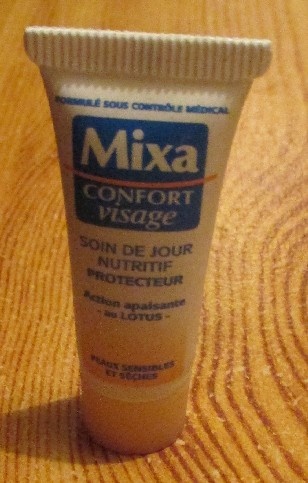 FORMULÉ SOUS CONTRÔLE MÉDICAL
Mixa
CONFORT
visage
SOIN DE JOUR
NUTRITIF
PROTECTEUR
Action apaisante
- au LOTUS -
PEAUX SENSIBLES
ET SÈCHES